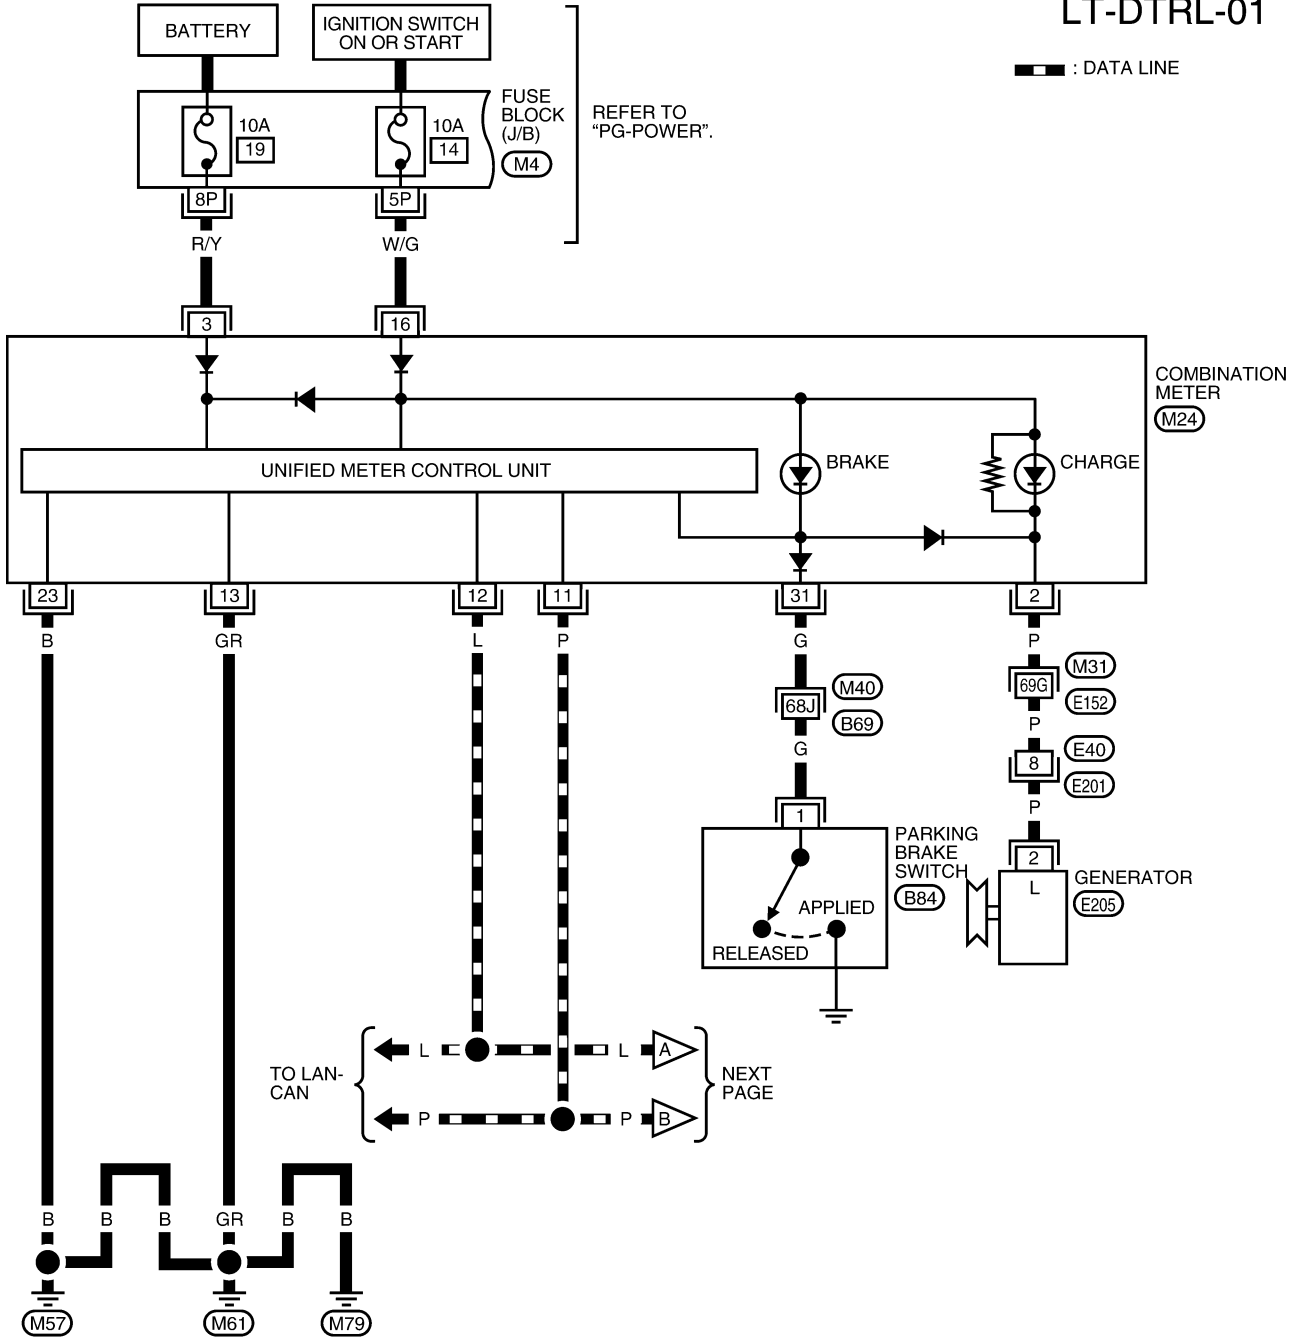 LT-DTRL-01
: DATA LINE
BATTERY
IGNITION SWITCH
ON OR START
FUSE
BLOCK
(J/B)
M4
REFER TO
“PG-POWER”.
10A
19
10A
14
8P
5P
R/Y
W/G
3
16
COMBINATION
METER
M24
UNIFIED METER CONTROL UNIT
BRAKE
CHARGE
23
13
12
11
31
2
B
GR
L
P
G
P
M40
68J
B69
G
M31
69G
E152
P
E40
8
E201
P
1
PARKING
BRAKE
SWITCH
B84
APPLIED
RELEASED
2
L
GENERATOR
E205
TO LAN-
CAN
L
L
A
P
P
B
NEXT
PAGE
B
B
B
GR
B
B
M57
M61
M79